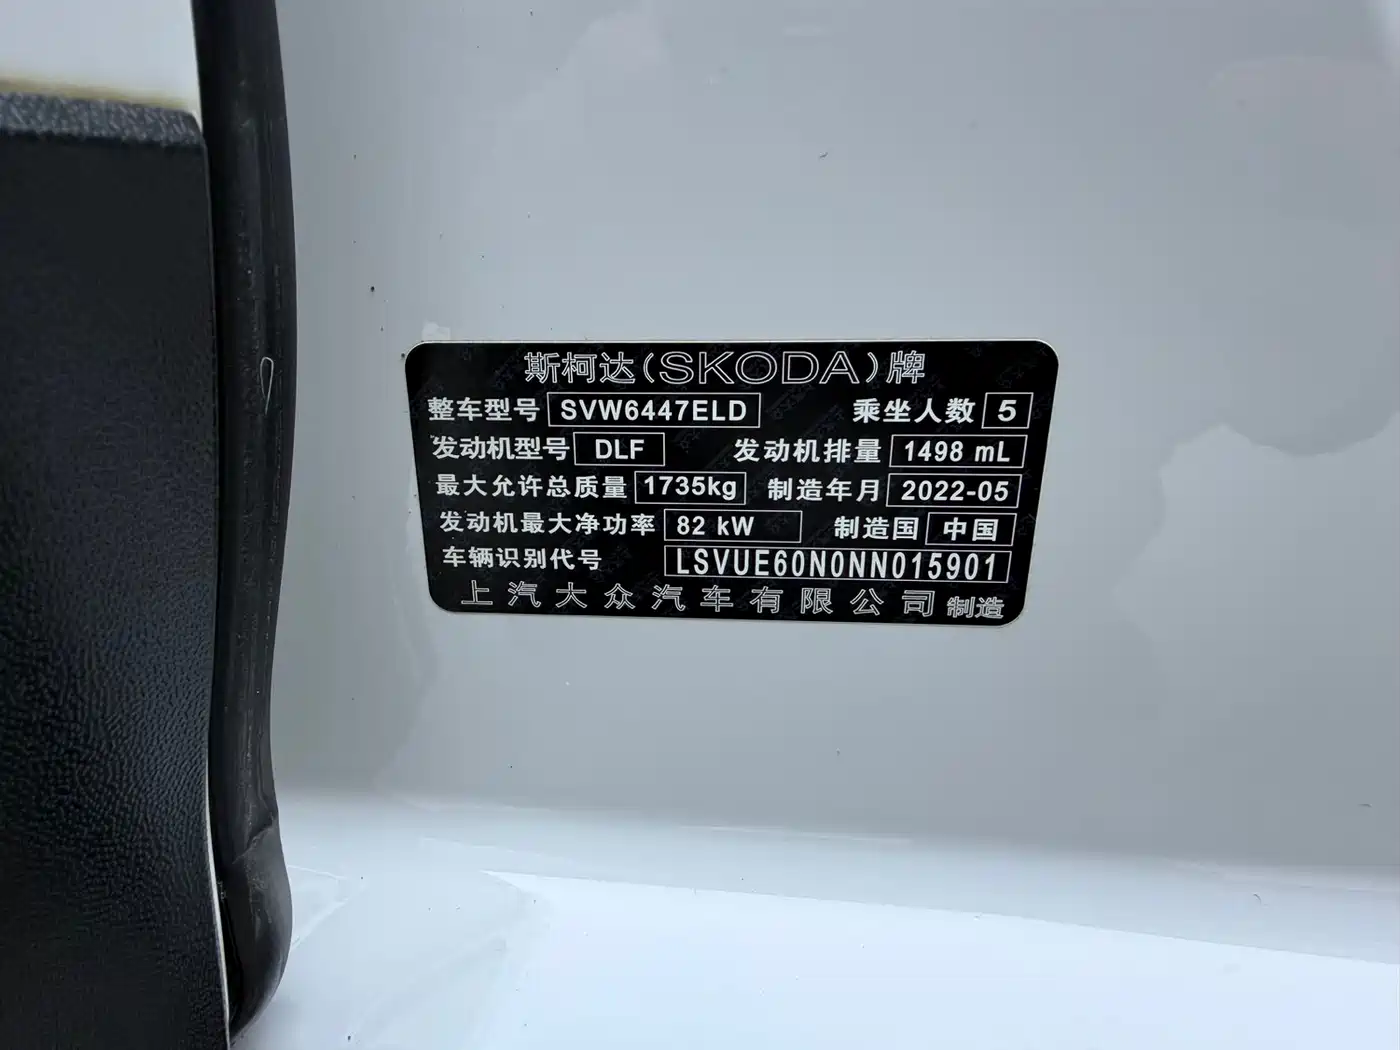 斯柯达(SKODA)牌
整车型号 SVW6447ELD 乘坐人数 5
发动机型号 DLF 发动机排量 1498 mL
最大允许总质量 1735kg 制造年月 2022-05
发动机最大净功率 82 kW 制造国 中国
车辆识别代号 LSVUE60N0NN015901
上汽大众汽车有限公司 制造